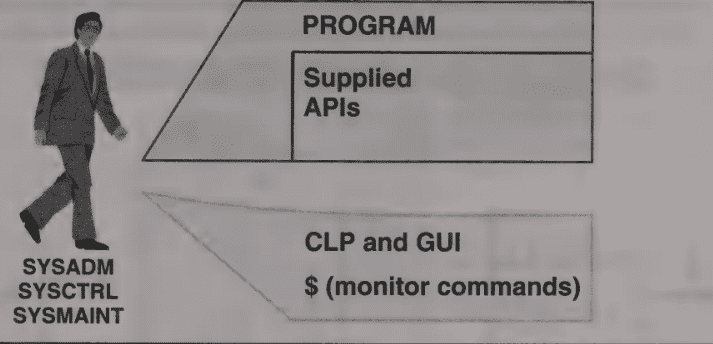 PROGRAM
Supplied
APIs
CLP and GUI
$ (monitor commands)
SYSADM
SYSCTRL
SYSMAINT